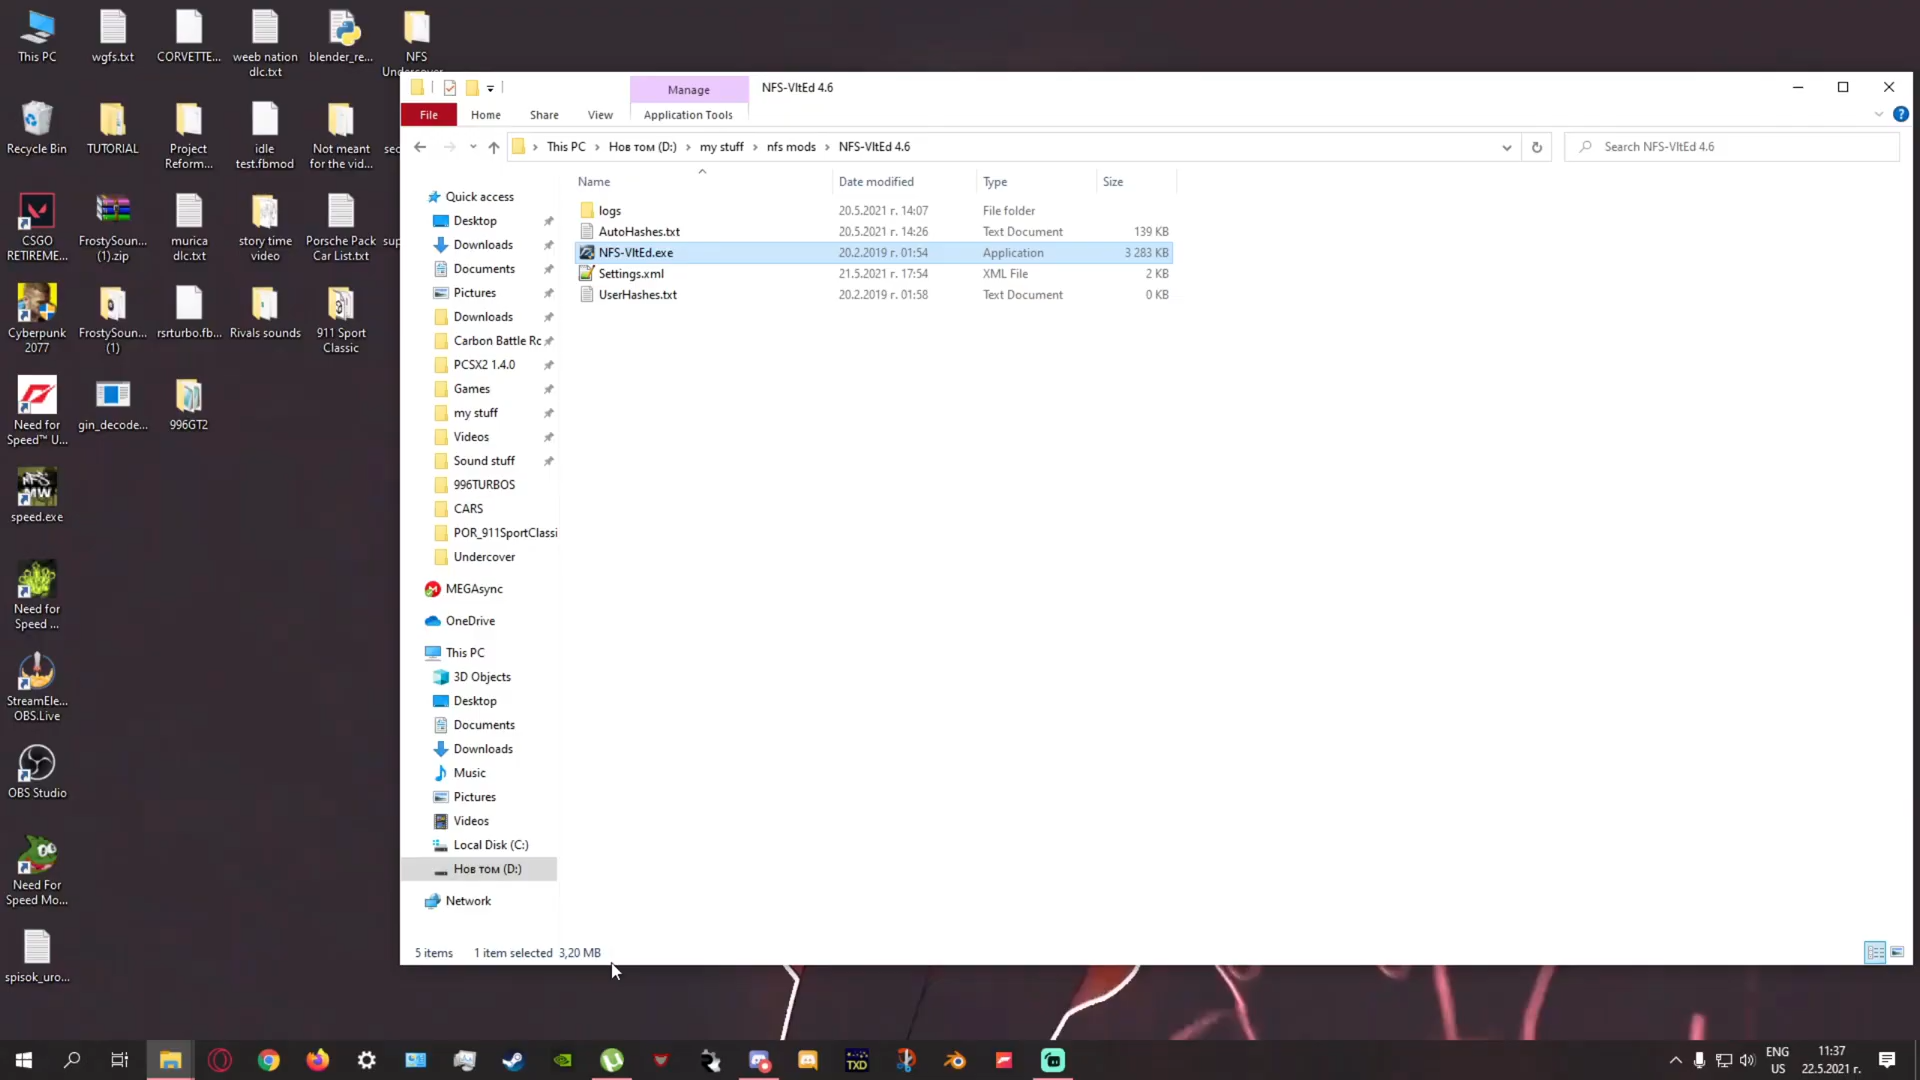 This PC
wgfs.txt
CORVETTE...
weeb nation
dlc.txt
blender_re...
NFS
Undercover
Recycle Bin
TUTORIAL
Project
Reform...
idle
test.fbmod
Not meant
for the vid...
sec
CSGO
RETIREME...
FrostySoun...
(1).zip
murica
dlc.txt
story time
video
Porsche Pack
Car List.txt
sup
Cyberpunk
2077
FrostySoun...
(1)
rsrturbo.fb...
Rivals sounds
911 Sport
Classic
Need for
Speed™ U...
gin_decode...
996GT2
speed.exe
Need for
Speed ...
StreamEle...
OBS.Live
OBS Studio
Need For
Speed Mo...
spisok_uro...
Manage
NFS-VltEd 4.6
File
Home
Share
View
Application Tools
This PC
Нов том (D:)
my stuff
nfs mods
NFS-VltEd 4.6
Search NFS-VltEd 4.6
Name
Date modified
Type
Size
logs
20.5.2021 г. 14:07
File folder
AutoHashes.txt
20.5.2021 г. 14:26
Text Document
139 KB
NFS-VltEd.exe
20.2.2019 г. 01:54
Application
3 283 KB
Settings.xml
21.5.2021 г. 17:54
XML File
2 KB
UserHashes.txt
20.2.2019 г. 01:58
Text Document
0 KB
Quick access
Desktop
Downloads
Documents
Pictures
Downloads
Carbon Battle Rc
PCSX2 1.4.0
Games
my stuff
Videos
Sound stuff
996TURBOS
CARS
POR_911SportClassi
Undercover
MEGAsync
OneDrive
This PC
3D Objects
Desktop
Documents
Downloads
Music
Pictures
Videos
Local Disk (C:)
Нов том (D:)
Network
5 items
1 item selected
3,20 MB
NFS
MW
TXD
ENG
US
11:37
22.5.2021 г.